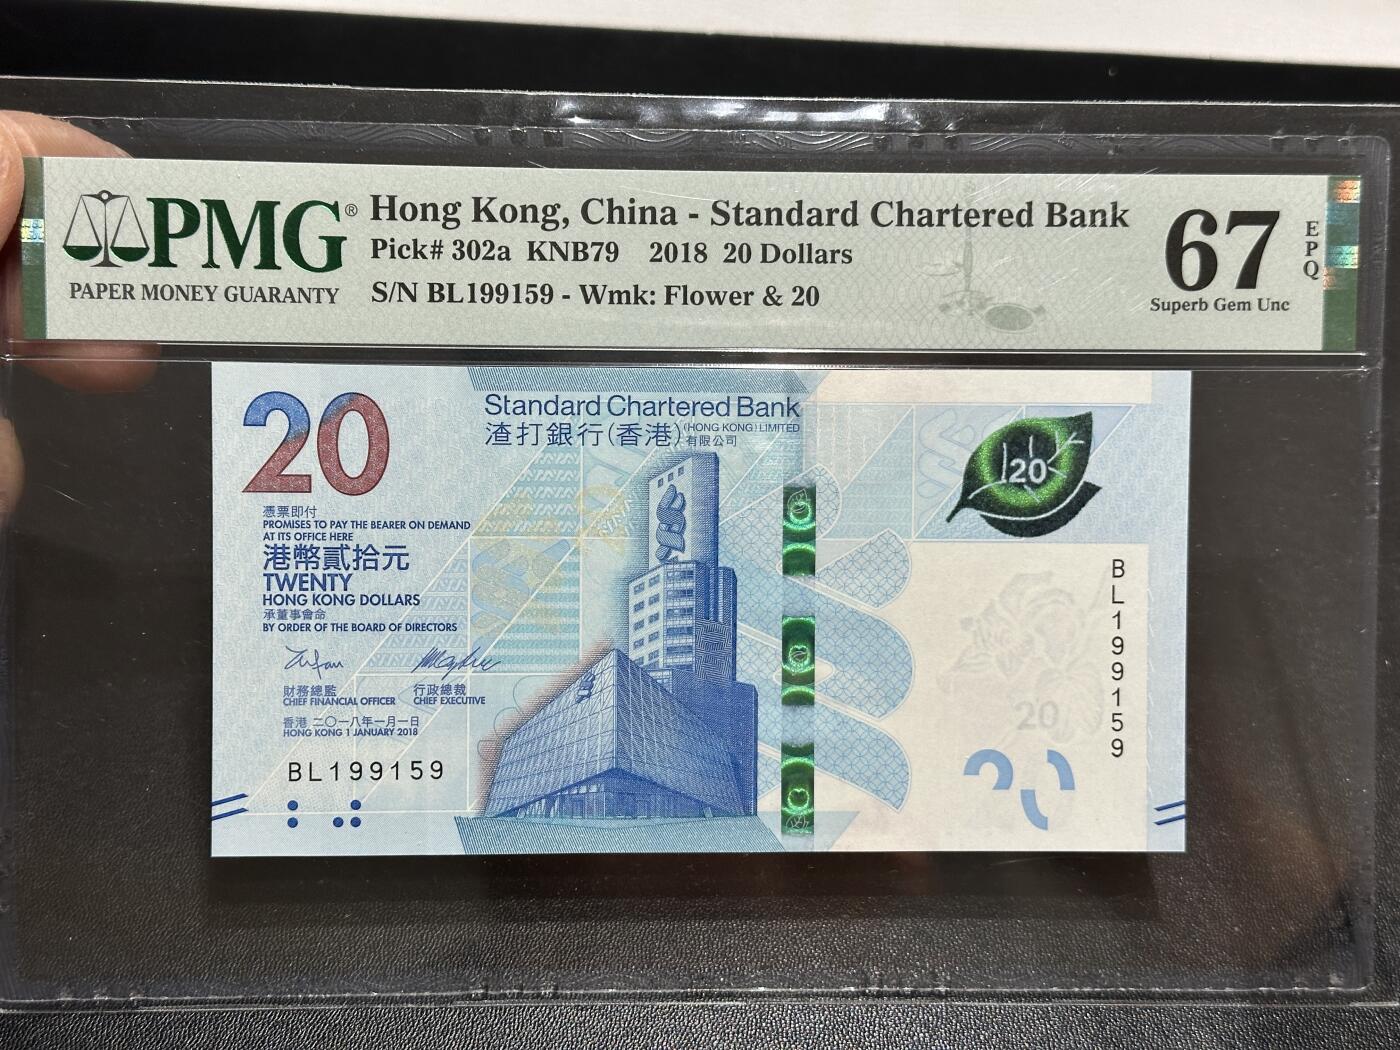 PMG®
PAPER MONEY GUARANTY
Hong Kong, China - Standard Chartered Bank
Pick# 302a KNB79 2018 20 Dollars
S/N BL199159 - Wmk: Flower & 20
67
EPQ
Superb Gem Unc
20
Standard Chartered Bank
(HONG KONG) LIMITED
渣打銀行(香港)有限公司
憑票即付
PROMISES TO PAY THE BEARER ON DEMAND
AT ITS OFFICE HERE
港幣貳拾元
TWENTY
HONG KONG DOLLARS
承董事會命
BY ORDER OF THE BOARD OF DIRECTORS
財務總監
CHIEF FINANCIAL OFFICER
行政總裁
CHIEF EXECUTIVE
香港 二〇一八年一月一日
HONG KONG 1 JANUARY 2018
BL199159
20
BL199159
20